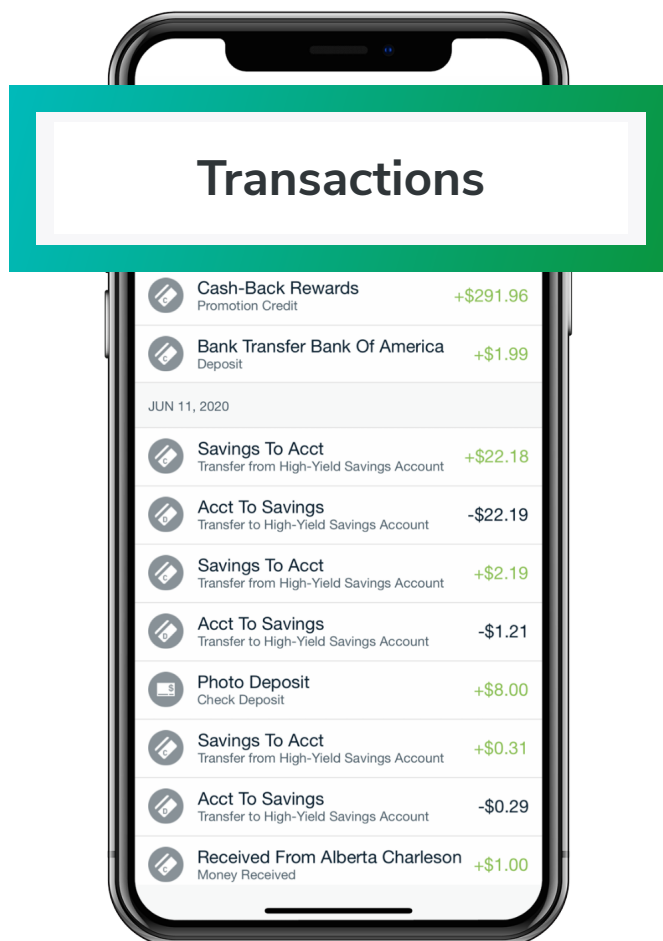 Transactions
Cash-Back Rewards
Promotion Credit
+$291.96
Bank Transfer Bank Of America
Deposit
+$1.99
JUN 11, 2020
Savings To Acct
Transfer from High-Yield Savings Account
+$22.18
Acct To Savings
Transfer to High-Yield Savings Account
-$22.19
Savings To Acct
Transfer from High-Yield Savings Account
+$2.19
Acct To Savings
Transfer to High-Yield Savings Account
-$1.21
Photo Deposit
Check Deposit
+$8.00
Savings To Acct
Transfer from High-Yield Savings Account
+$0.31
Acct To Savings
Transfer to High-Yield Savings Account
-$0.29
Received From Alberta Charleson
Money Received
+$1.00